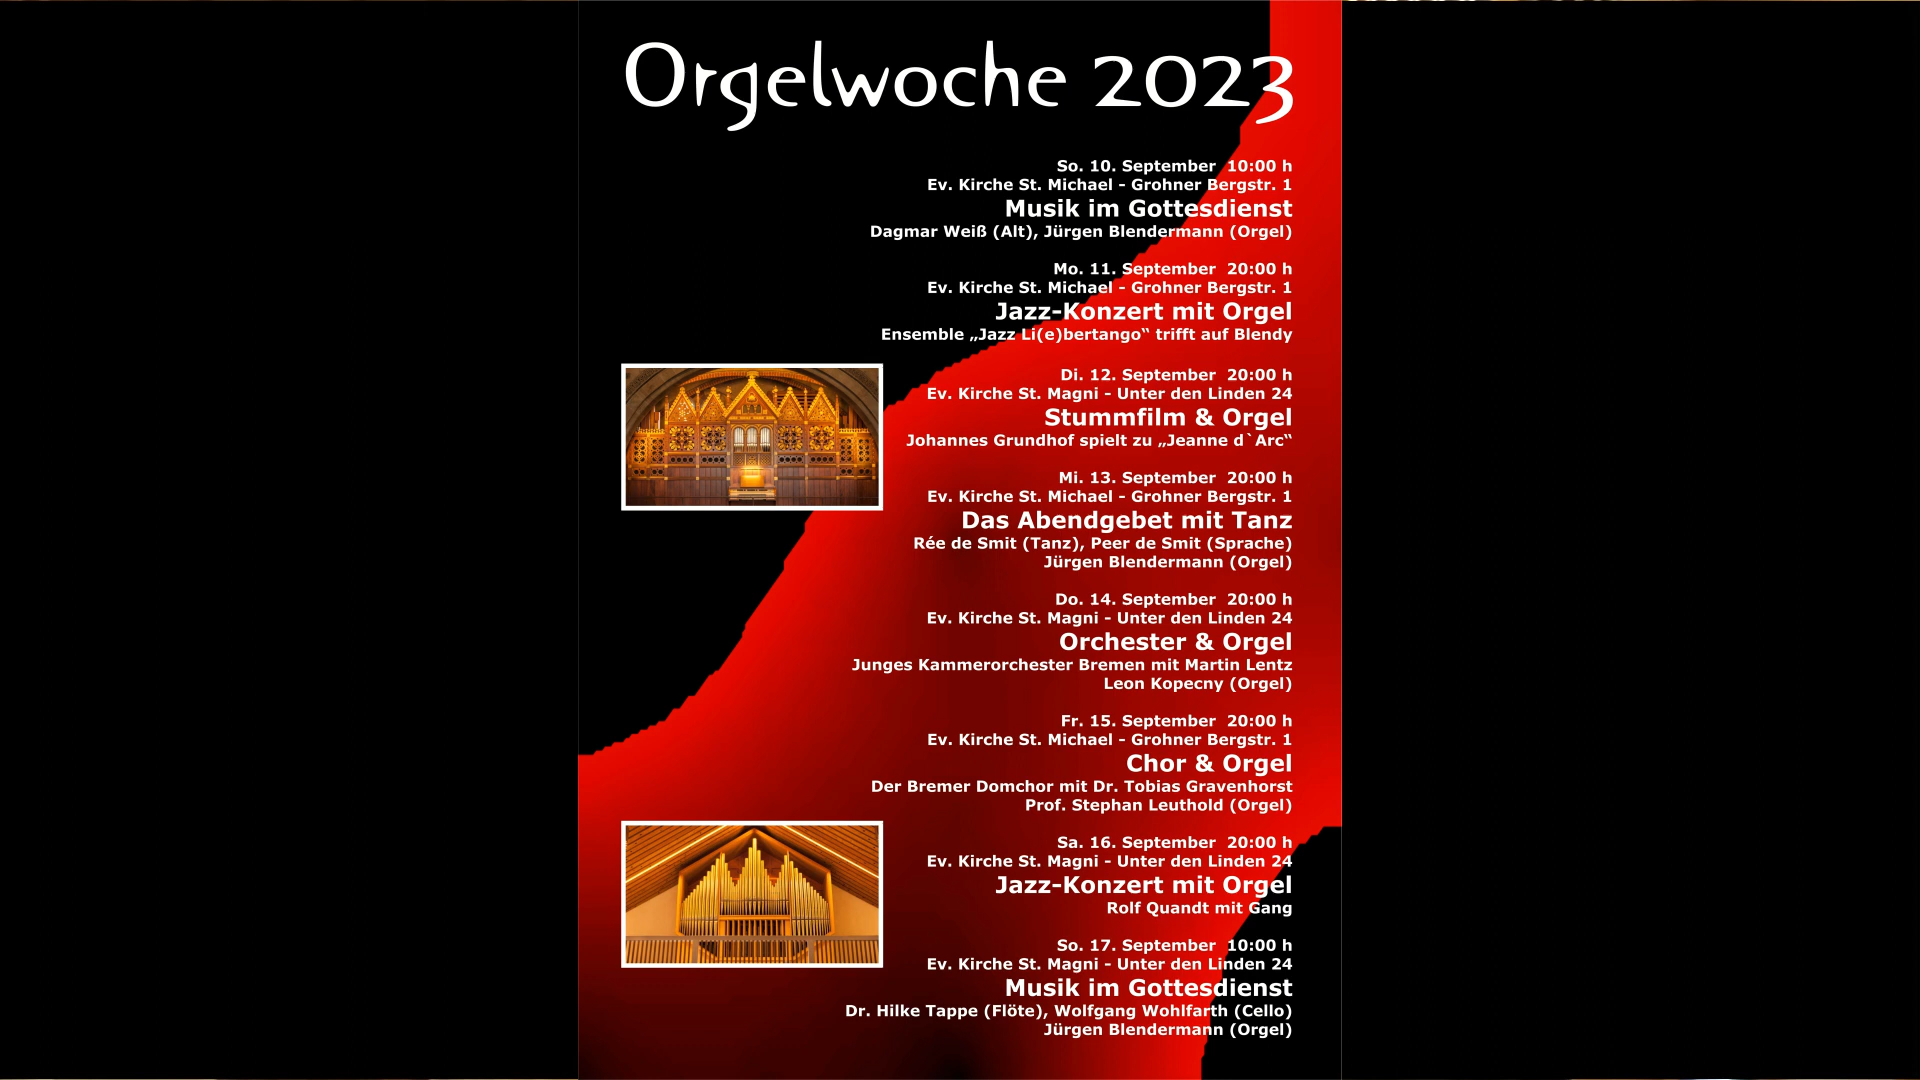 Orgelwoche 2023
So. 10. September 10:00 h
Ev. Kirche St. Michael - Grohner Bergstr. 1
Musik im Gottesdienst
Dagmar Weiß (Alt), Jürgen Blendermann (Orgel)
Mo. 11. September 20:00 h
Ev. Kirche St. Michael - Grohner Bergstr. 1
Jazz-Konzert mit Orgel
Ensemble „Jazz Li(e)bertango“ trifft auf Blendy
Di. 12. September 20:00 h
Ev. Kirche St. Magni - Unter den Linden 24
Stummfilm & Orgel
Johannes Grundhof spielt zu „Jeanne d`Arc“
Mi. 13. September 20:00 h
Ev. Kirche St. Michael - Grohner Bergstr. 1
Das Abendgebet mit Tanz
Rée de Smit (Tanz), Peer de Smit (Sprache)
Jürgen Blendermann (Orgel)
Do. 14. September 20:00 h
Ev. Kirche St. Magni - Unter den Linden 24
Orchester & Orgel
Junges Kammerorchester Bremen mit Martin Lentz
Leon Kopecny (Orgel)
Fr. 15. September 20:00 h
Ev. Kirche St. Michael - Grohner Bergstr. 1
Chor & Orgel
Der Bremer Domchor mit Dr. Tobias Gravenhorst
Prof. Stephan Leuthold (Orgel)
Sa. 16. September 20:00 h
Ev. Kirche St. Magni - Unter den Linden 24
Jazz-Konzert mit Orgel
Rolf Quandt mit Gang
So. 17. September 10:00 h
Ev. Kirche St. Magni - Unter den Linden 24
Musik im Gottesdienst
Dr. Hilke Tappe (Flöte), Wolfgang Wohlfarth (Cello)
Jürgen Blendermann (Orgel)